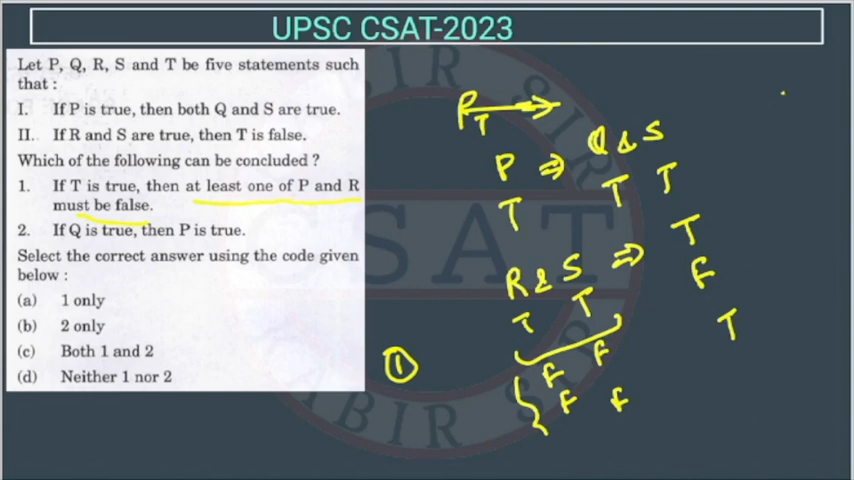 UPSC CSAT-2023
Let P, Q, R, S and T be five statements such
that :
I. If P is true, then both Q and S are true.
II. If R and S are true, then T is false.
Which of the following can be concluded ?
1. If T is true, then at least one of P and R
must be false.
2. If Q is true, then P is true.
Select the correct answer using the code given
below :
(a) 1 only
(b) 2 only
(c) Both 1 and 2
(d) Neither 1 nor 2
P ⇒ Q & S
T T T
R & S ⇒ T
T T F
T
F F
F F
1
CSAT